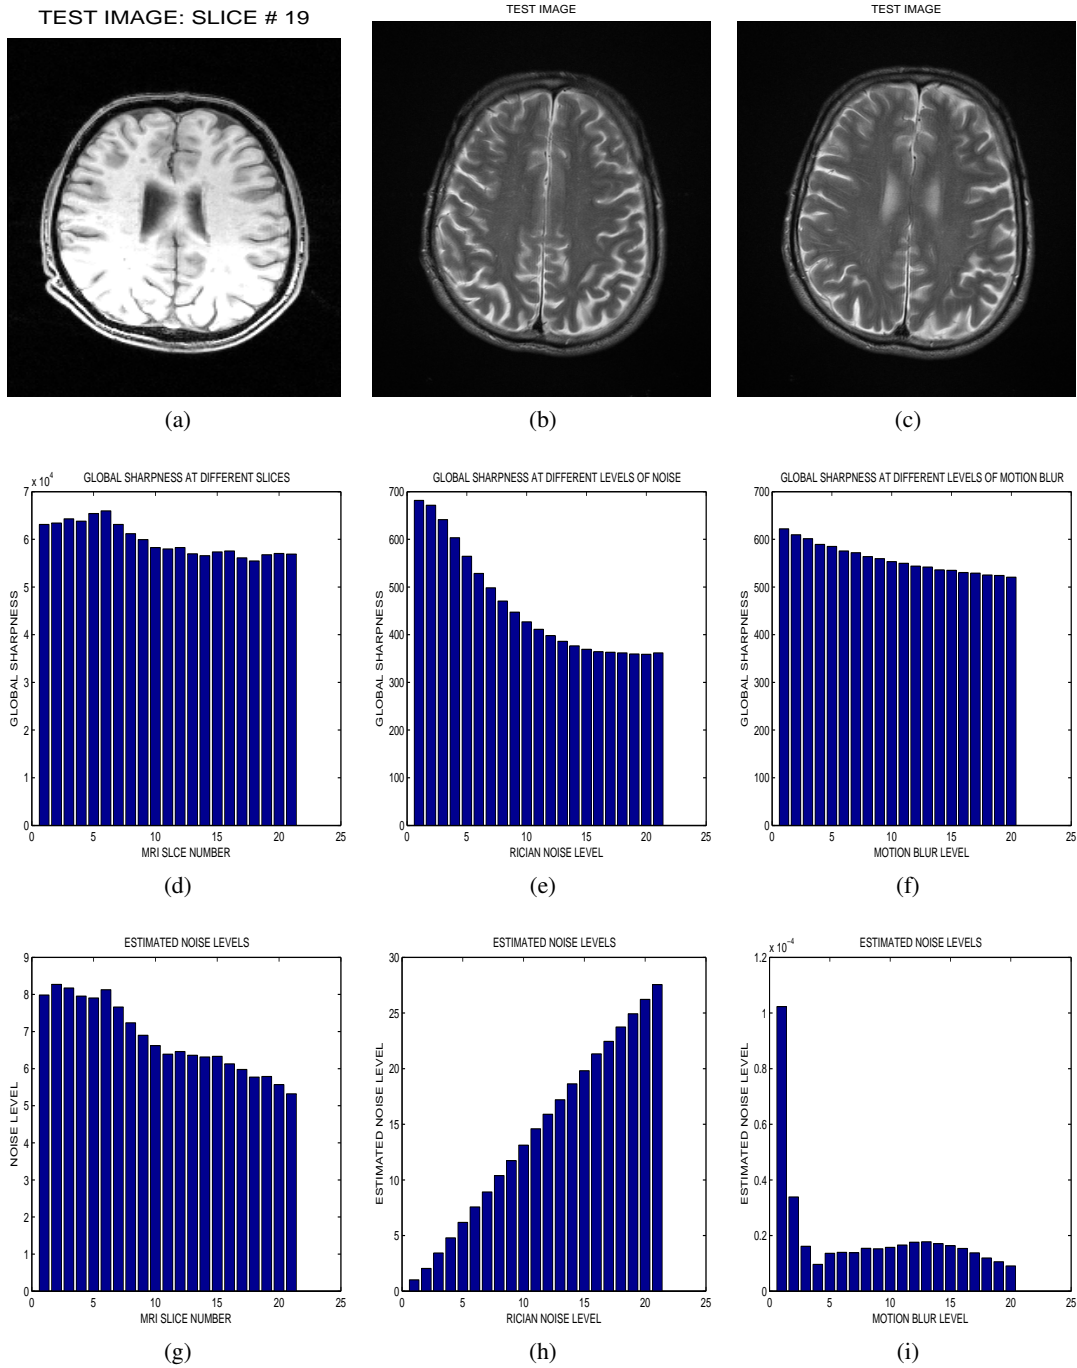 TEST IMAGE: SLICE # 19
TEST IMAGE
TEST IMAGE
(a)
(b)
(c)
GLOBAL SHARPNESS AT DIFFERENT SLICES
x 10^4
GLOBAL SHARPNESS
7
6
5
4
3
2
1
0
0 5 10 15 20 25
MRI SLCE NUMBER
(d)
GLOBAL SHARPNESS AT DIFFERENT LEVELS OF NOISE
GLOBAL SHARPNESS
700
600
500
400
300
200
100
0
0 5 10 15 20 25
RICIAN NOISE LEVEL
(e)
GLOBAL SHARPNESS AT DIFFERENT LEVELS OF MOTION BLUR
GLOBAL SHARPNESS
700
600
500
400
300
200
100
0
0 5 10 15 20 25
MOTION BLUR LEVEL
(f)
ESTIMATED NOISE LEVELS
NOISE LEVEL
9
8
7
6
5
4
3
2
1
0
0 5 10 15 20 25
MRI SLICE NUMBER
(g)
ESTIMATED NOISE LEVELS
ESTIMATED NOISE LEVEL
30
25
20
15
10
5
0
0 5 10 15 20 25
RICIAN NOISE LEVEL
(h)
ESTIMATED NOISE LEVELS
x 10^-4
ESTIMATED NOISE LEVEL
1.2
1
0.8
0.6
0.4
0.2
0
0 5 10 15 20 25
MOTION BLUR LEVEL
(i)